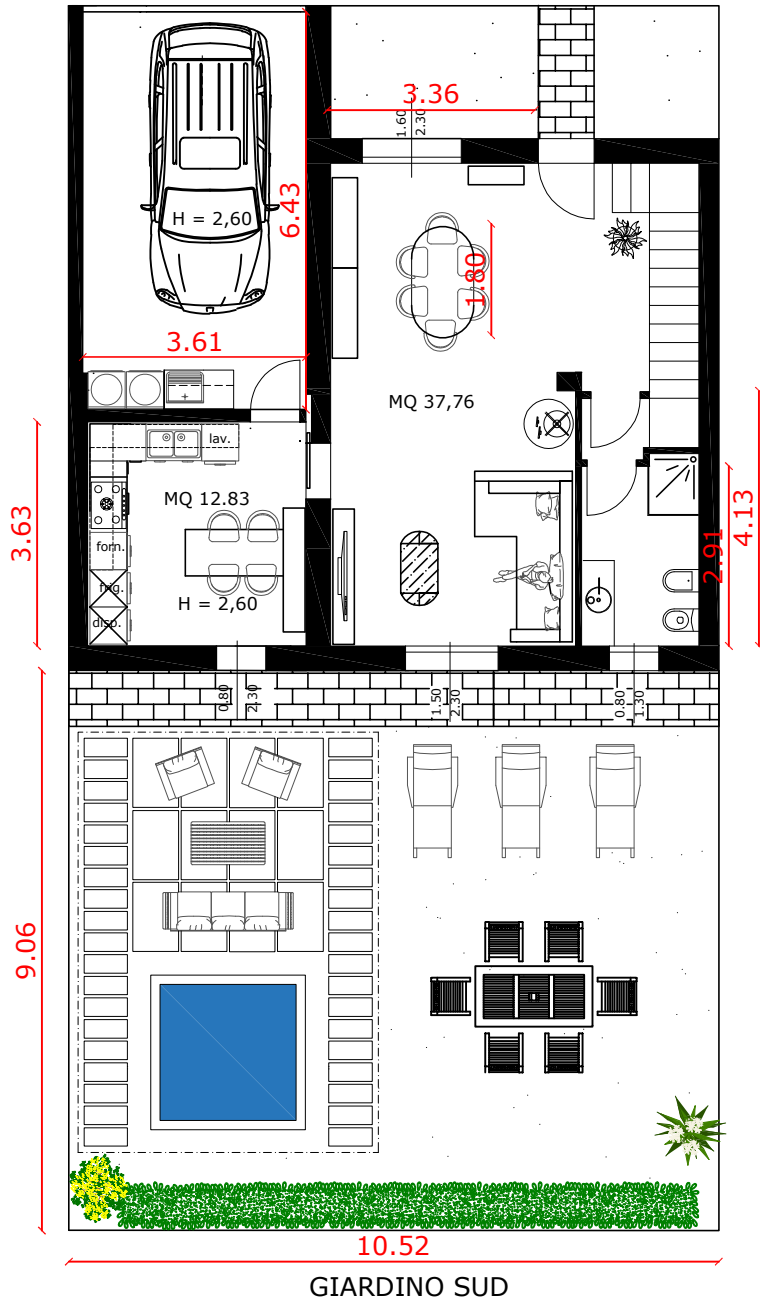 3.36
1.60
2.30
H = 2,60
6.43
1.80
3.61
MQ 37,76
lav.
MQ 12.83
3.63
4.13
forn.
2.91
frig.
H = 2,60
disp.
0.80
2.30
1.50
2.30
0.80
1.30
9.06
10.52
GIARDINO SUD